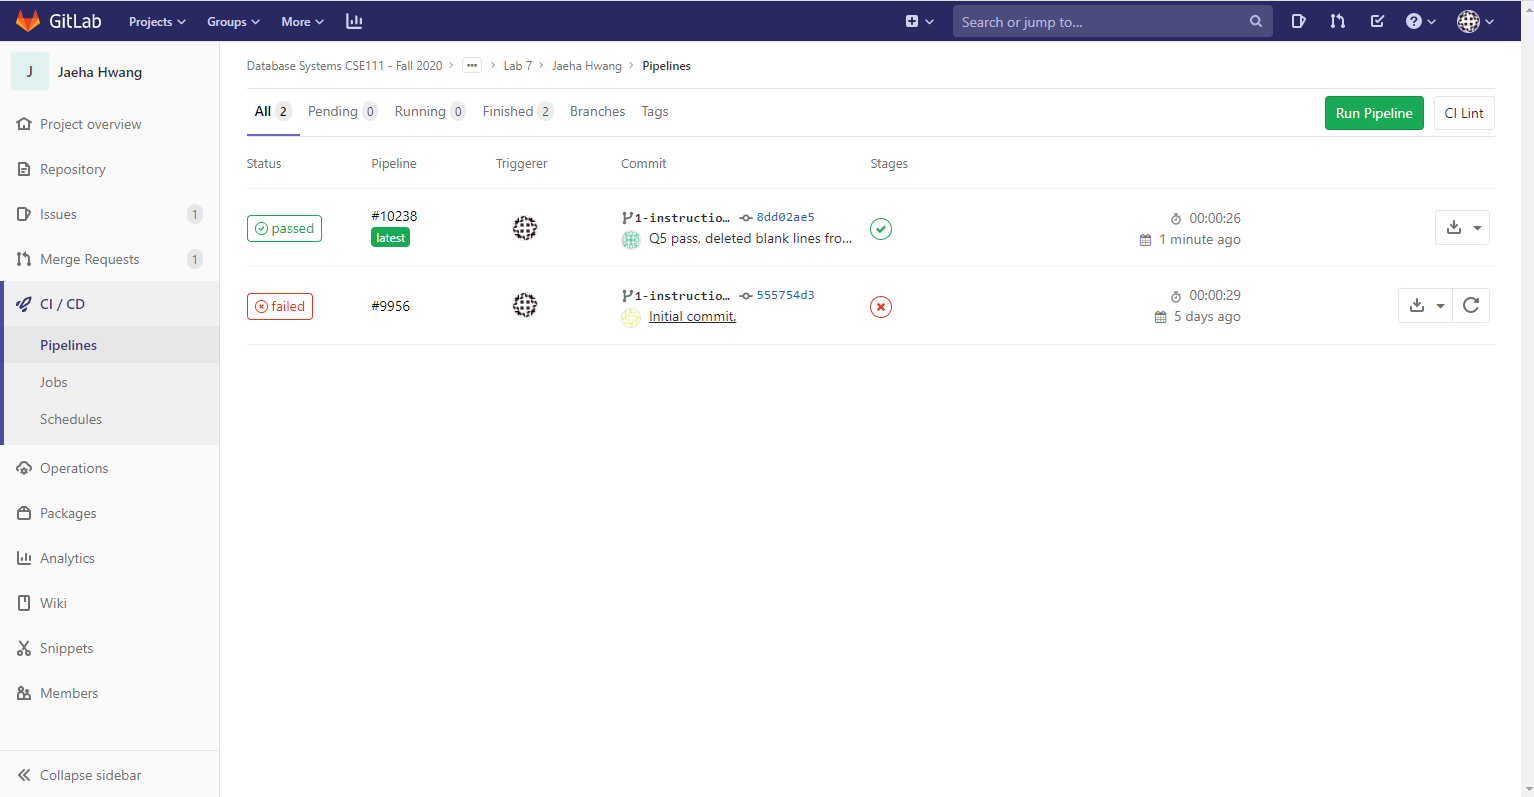 GitLab Projects Groups More Search or jump to...
J Jaeha Hwang
Project overview
Repository
Issues 1
Merge Requests 1
CI / CD
Pipelines
Jobs
Schedules
Operations
Packages
Analytics
Wiki
Snippets
Members
Collapse sidebar
Database Systems CSE111 - Fall 2020 > ... > Lab 7 > Jaeha Hwang > Pipelines
All 2 Pending 0 Running 0 Finished 2 Branches Tags Run Pipeline CI Lint
Status Pipeline Triggerer Commit Stages
passed #10238 1-instructio... 8dd02ae5 00:00:26
latest Q5 pass, deleted blank lines fro... 1 minute ago
failed #9956 1-instructio... 555754d3 00:00:29
Initial commit. 5 days ago